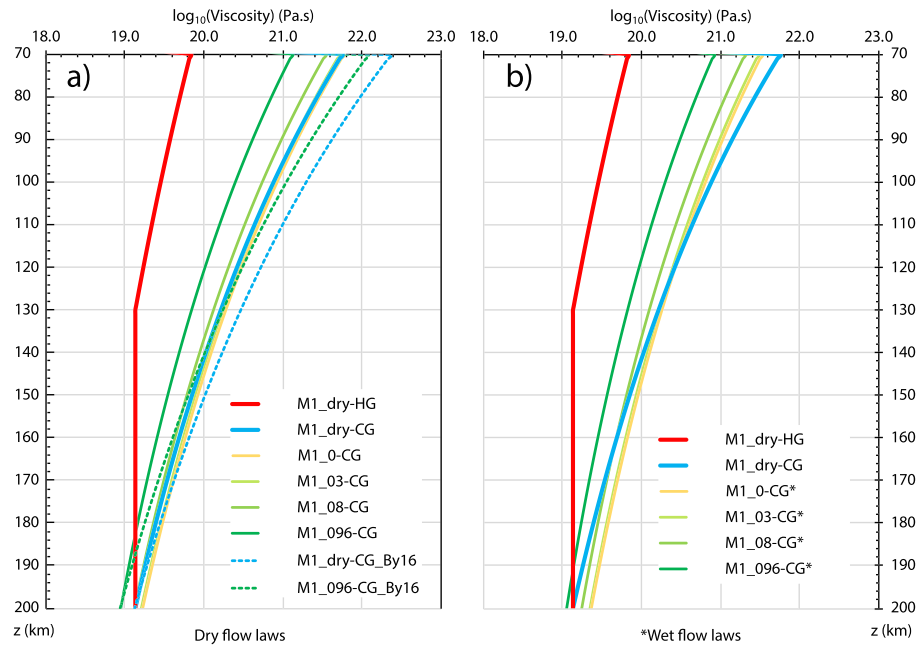 log10(Viscosity) (Pa.s)
18.0 19.0 20.0 21.0 22.0 23.0
70
80
90
100
110
120
130
140
150
160
170
180
190
200
a)
M1_dry-HG
M1_dry-CG
M1_0-CG
M1_03-CG
M1_08-CG
M1_096-CG
M1_dry-CG_By16
M1_096-CG_By16
z (km)
Dry flow laws
log10(Viscosity) (Pa.s)
18.0 19.0 20.0 21.0 22.0 23.0
b)
70
80
90
100
110
120
130
140
150
160
170
180
190
200
M1_dry-HG
M1_dry-CG
M1_0-CG*
M1_03-CG*
M1_08-CG*
M1_096-CG*
*Wet flow laws
z (km)